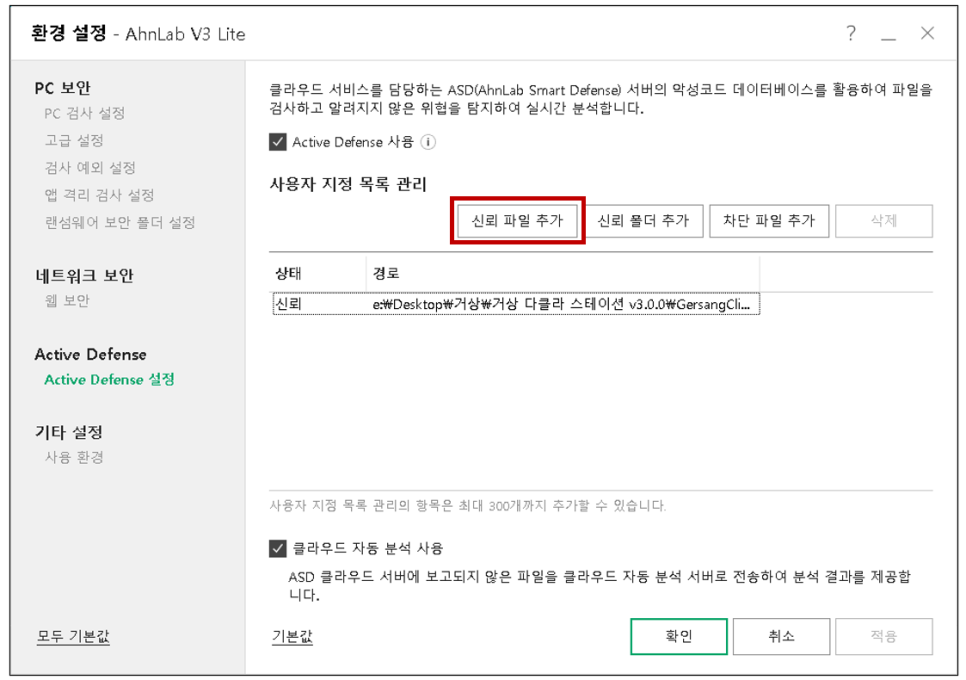 환경 설정 - AhnLab V3 Lite
PC 보안
PC 검사 설정
고급 설정
검사 예외 설정
앱 격리 검사 설정
랜섬웨어 보안 폴더 설정
네트워크 보안
웹 보안
Active Defense
Active Defense 설정
기타 설정
사용 환경
모두 기본값
클라우드 서비스를 담당하는 ASD(AhnLab Smart Defense) 서버의 악성코드 데이터베이스를 활용하여 파일을
검사하고 알려지지 않은 위협을 탐지하여 실시간 분석합니다.
Active Defense 사용
사용자 지정 목록 관리
신뢰 파일 추가 신뢰 폴더 추가 차단 파일 추가 삭제
상태 경로
신뢰 e:₩Desktop₩거상₩거상 다클라 스테이션 v3.0.0₩GersangCli...
사용자 지정 목록 관리의 항목은 최대 300개까지 추가할 수 있습니다.
클라우드 자동 분석 사용
ASD 클라우드 서버에 보고되지 않은 파일을 클라우드 자동 분석 서버로 전송하여 분석 결과를 제공합
니다.
기본값 확인 취소 적용